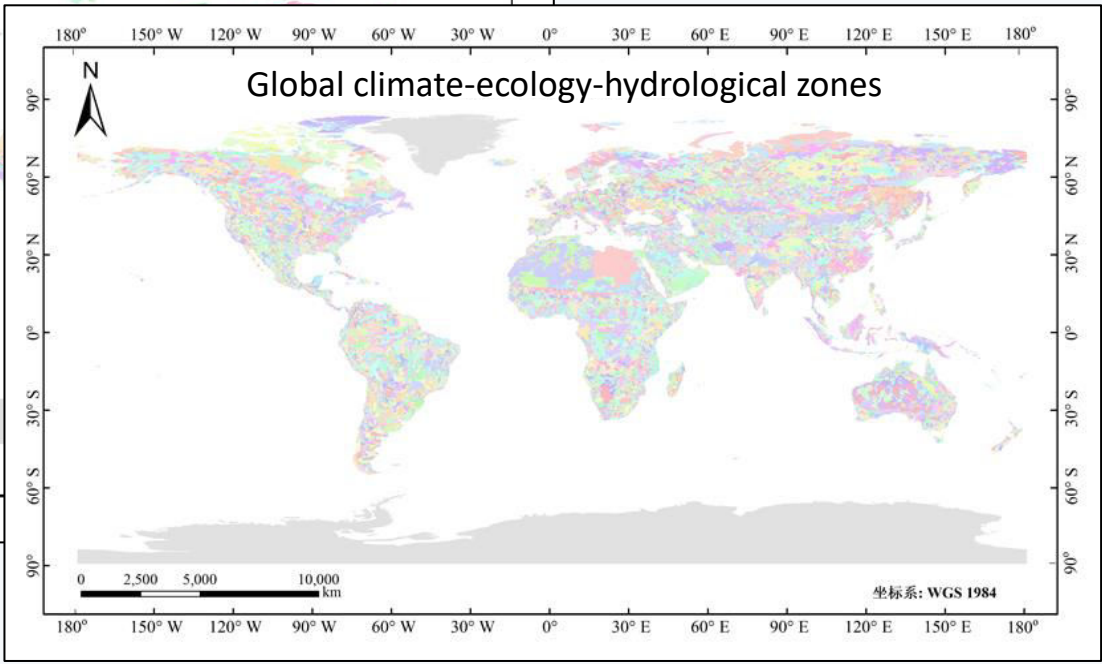 180° 150° W 120° W 90° W 60° W 30° W 0° 30° E 60° E 90° E 120° E 150° E 180°
N
Global climate-ecology-hydrological zones
90° 90°
60° N 60° N
30° N 30° N
0° 0°
30° S 30° S
60° S 60° S
90° 90°
0 2,500 5,000 10,000
km
坐标系: WGS 1984
180° 150° W 120° W 90° W 60° W 30° W 0° 30° E 60° E 90° E 120° E 150° E 180°